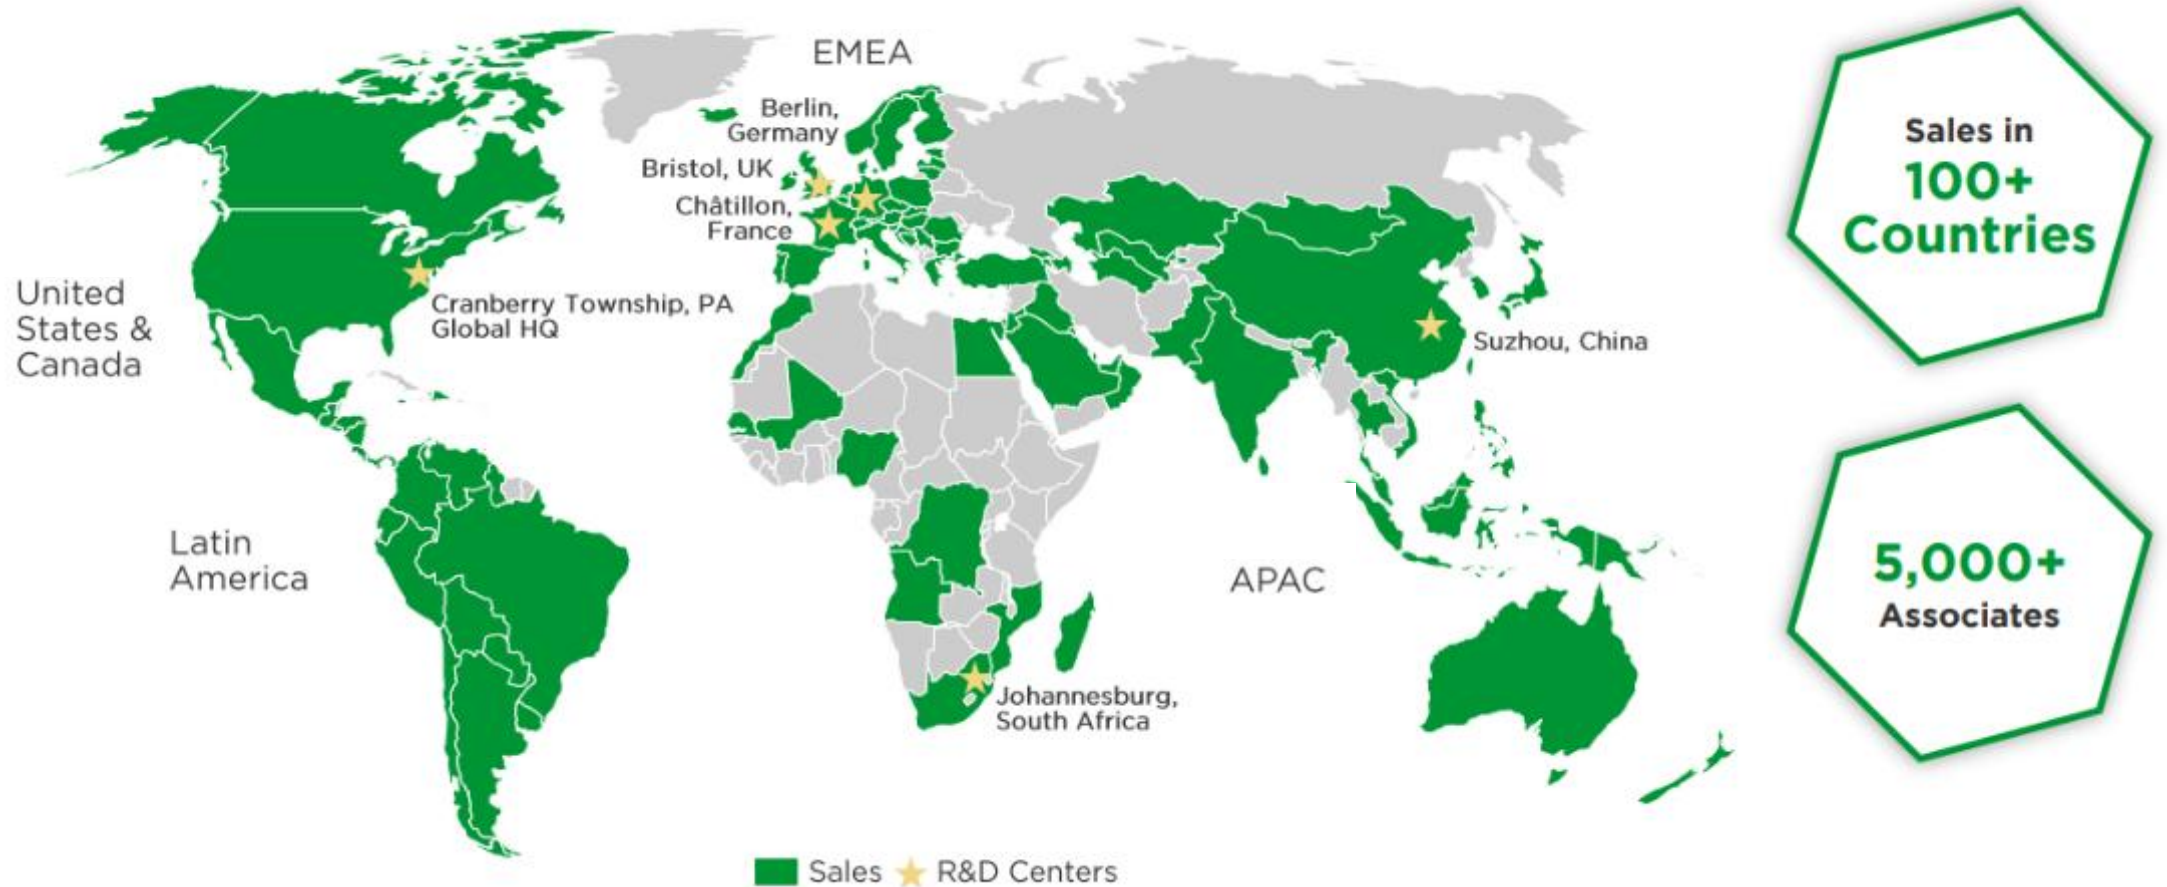 EMEA
Berlin,
Germany
Bristol, UK
Châtillon,
France
United
States &
Canada
Cranberry Township, PA
Global HQ
Suzhou, China
Latin
America
APAC
Johannesburg,
South Africa
Sales
R&D Centers
Sales in
100+
Countries
5,000+
Associates